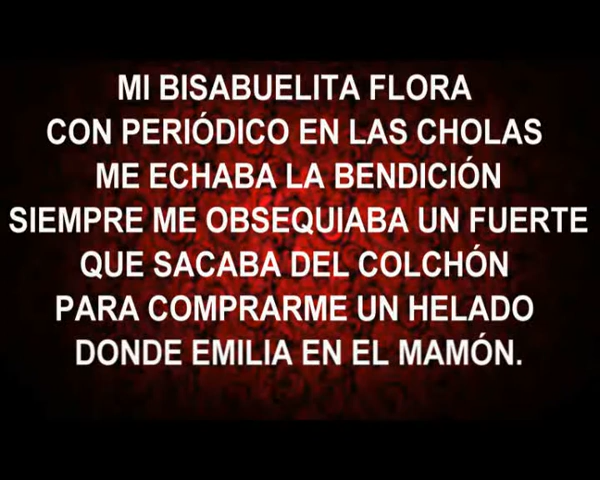 MI BISABUELITA FLORA
CON PERIÓDICO EN LAS CHOLAS
ME ECHABA LA BENDICIÓN
SIEMPRE ME OBSEQUIABA UN FUERTE
QUE SACABA DEL COLCHÓN
PARA COMPRARME UN HELADO
DONDE EMILIA EN EL MAMÓN.